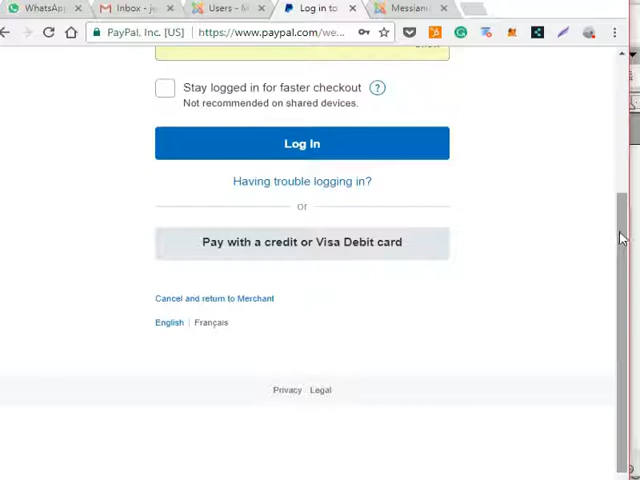 WhatsApp
Inbox - je
Users - M
Log in to
Messiani
PayPal, Inc. [US]
https://www.paypal.com/we...
Stay logged in for faster checkout
?
Not recommended on shared devices.
Log In
Having trouble logging in?
or
Pay with a credit or Visa Debit card
Cancel and return to Merchant
English | Français
Privacy Legal